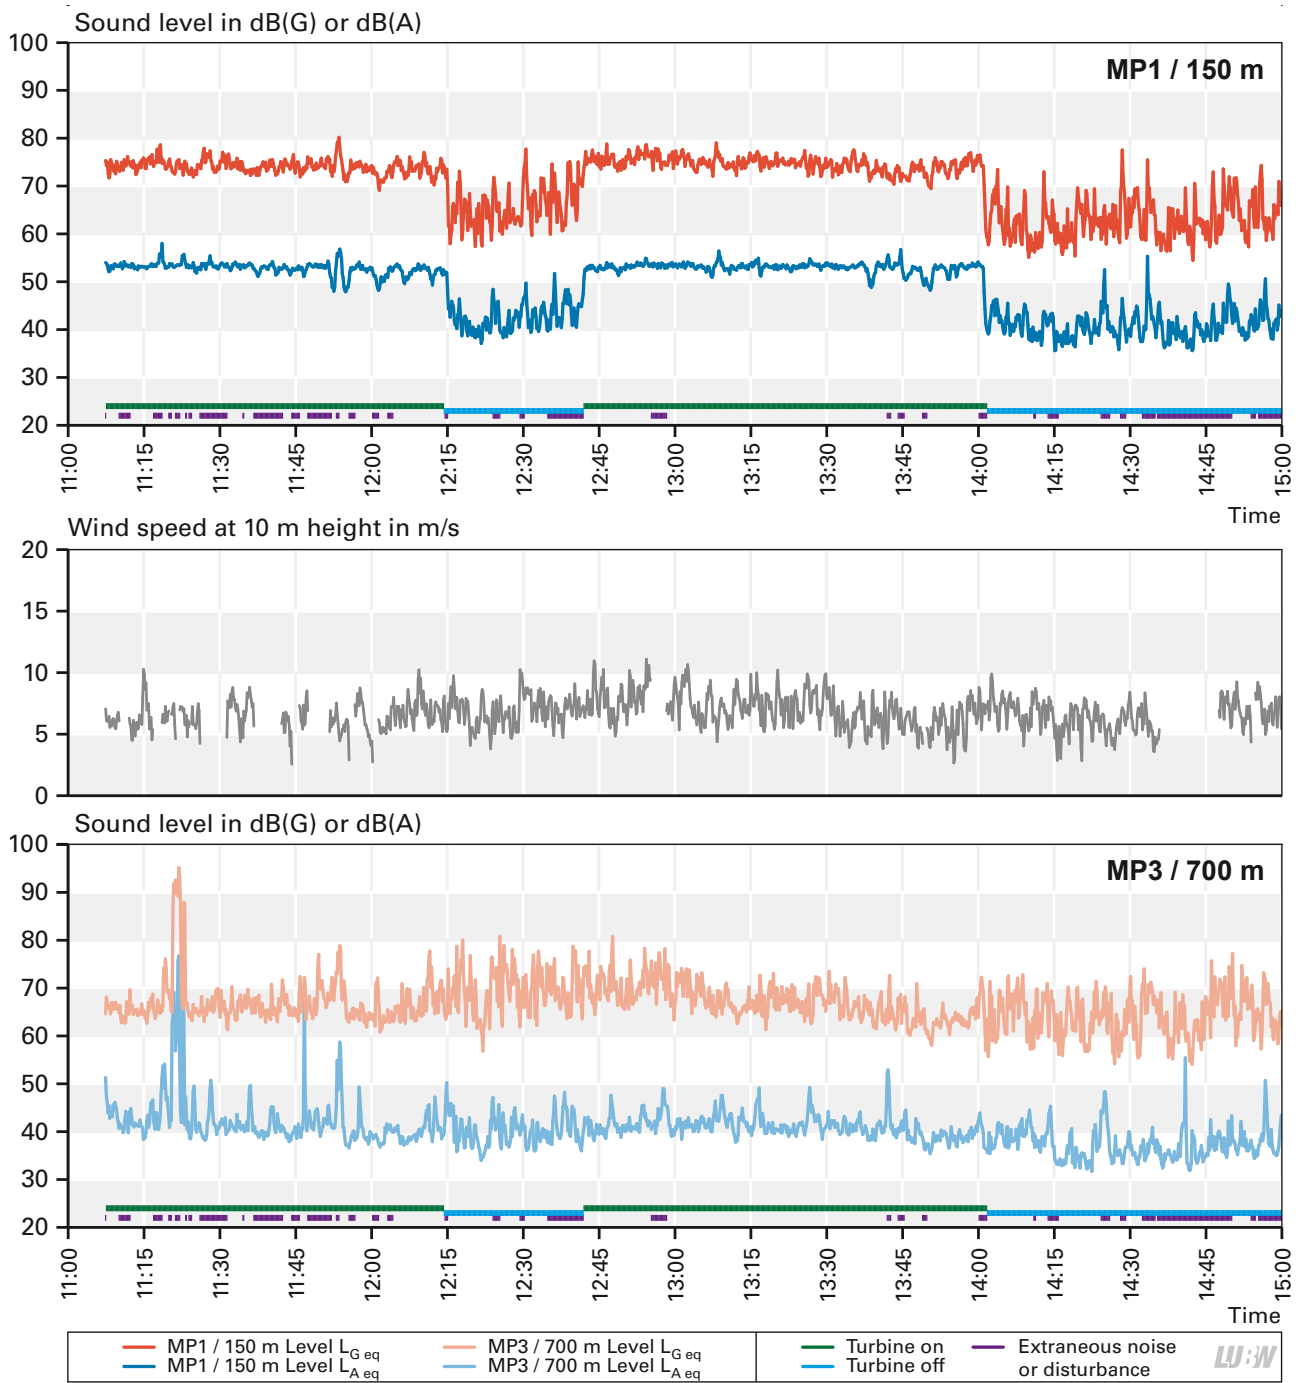 Sound level in dB(G) or dB(A)
MP1 / 150 m
100
90
80
70
60
50
40
30
20
11:00 11:15 11:30 11:45 12:00 12:15 12:30 12:45 13:00 13:15 13:30 13:45 14:00 14:15 14:30 14:45 15:00
Time
Wind speed at 10 m height in m/s
20
15
10
5
0
Sound level in dB(G) or dB(A)
MP3 / 700 m
100
90
80
70
60
50
40
30
20
11:00 11:15 11:30 11:45 12:00 12:15 12:30 12:45 13:00 13:15 13:30 13:45 14:00 14:15 14:30 14:45 15:00
Time
MP1 / 150 m Level L G eq
MP1 / 150 m Level L A eq
MP3 / 700 m Level L G eq
MP3 / 700 m Level L A eq
Turbine on
Turbine off
Extraneous noise
or disturbance
LUBW